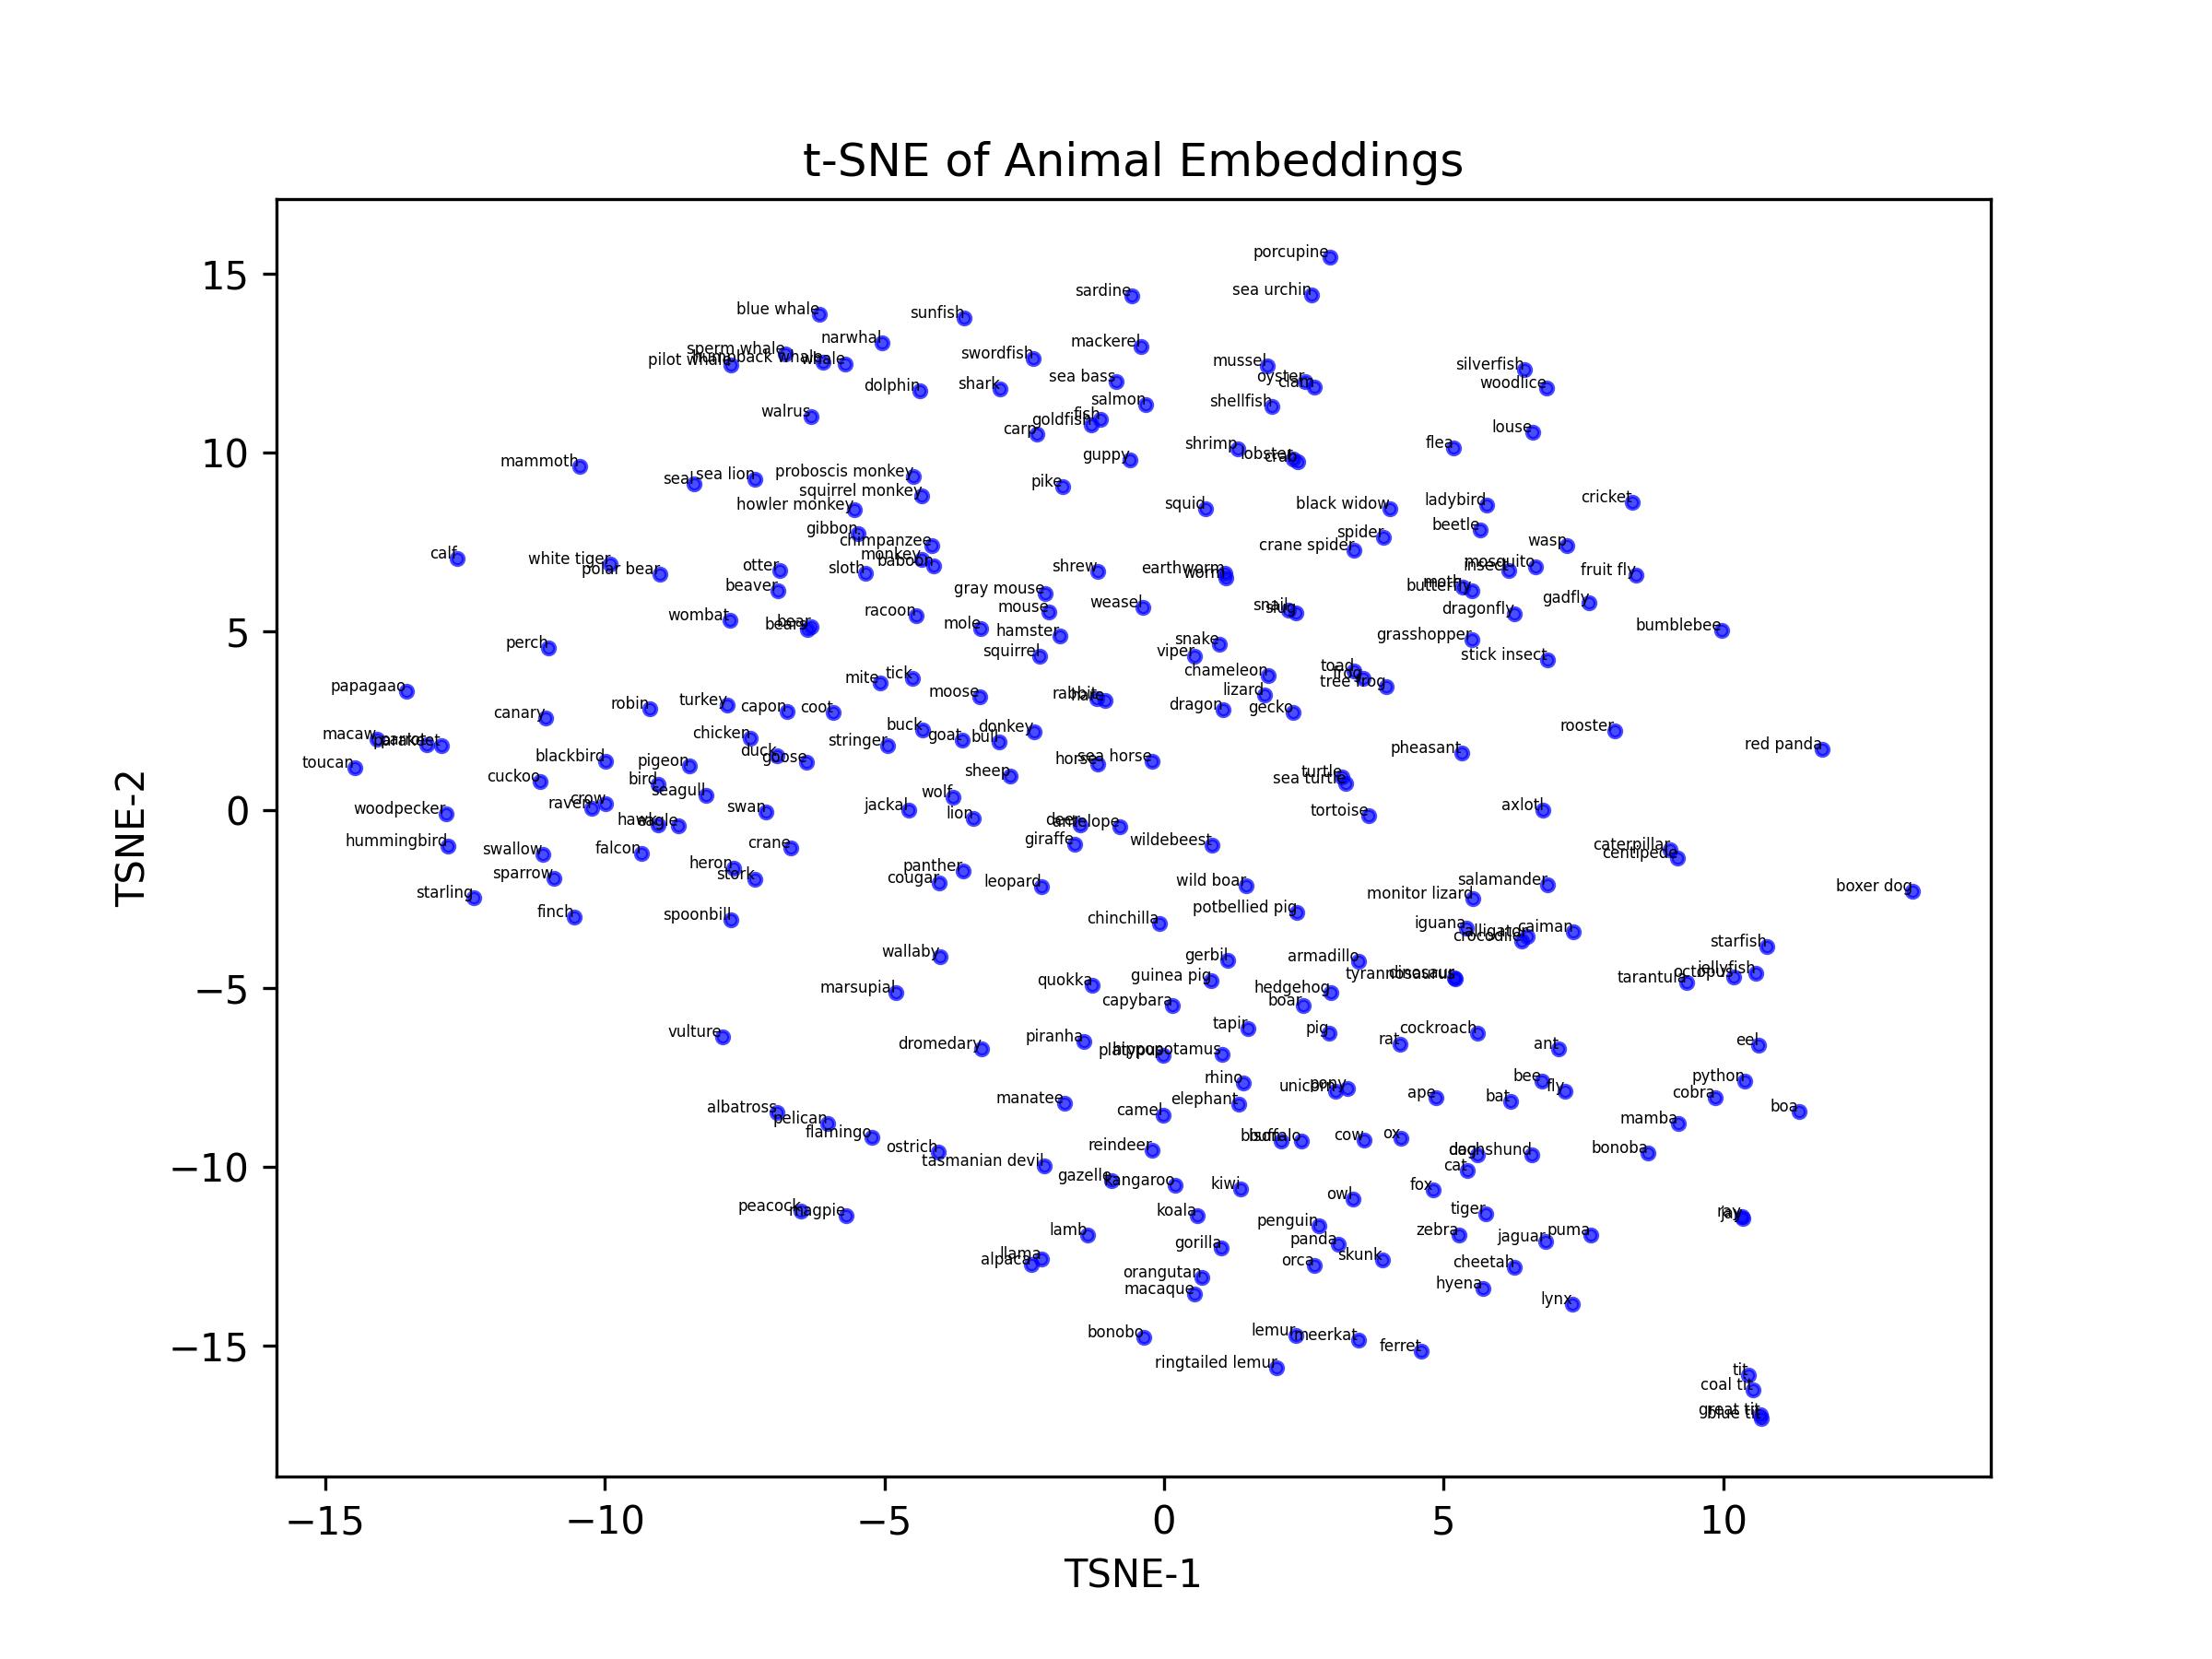 t-SNE of Animal Embeddings
porcupine
sardine
sea urchin
blue whale
sunfish
narwhal
mackerel
sperm whale
humpback whale
whale
pilot whale
swordfish
mussel
silverfish
oyster
clam
woodlice
dolphin
shark
sea bass
salmon
shellfish
walrus
fish
goldfish
carp
louse
flea
shrimp
lobster
crab
guppy
mammoth
seal
sea lion
proboscis monkey
pike
squirrel monkey
howler monkey
squid
black widow
ladybird
cricket
gibbon
beetle
spider
chimpanzee
crane spider
wasp
calf
white tiger
monkey
baboon
polar bear
otter
sloth
shrew
earthworm
worm
insect
mosquito
fruit fly
beaver
gray mouse
moth
butterfly
mouse
weasel
snail
slug
dragonfly
gadfly
wombat
bear
bears
racoon
mole
hamster
bumblebee
perch
squirrel
snake
viper
grasshopper
stick insect
chameleon
toad
frog
tree frog
papagaao
mite
tick
moose
rabbit
hare
lizard
dragon
gecko
canary
robin
turkey
capon
coot
macaw
parrot
parakeet
chicken
stringer
buck
goat
bull
donkey
rooster
toucan
blackbird
pigeon
duck
goose
horse
sea horse
pheasant
red panda
cuckoo
bird
seagull
sheep
turtle
sea turtle
woodpecker
raven
crow
swan
jackal
wolf
tortoise
axlotl
hawk
eagle
lion
deer
antelope
hummingbird
swallow
falcon
crane
giraffe
wildebeest
caterpillar
centipede
sparrow
heron
stork
panther
cougar
leopard
wild boar
salamander
boxer dog
starling
monitor lizard
finch
spoonbill
chinchilla
potbellied pig
iguana
alligator
crocodile
caiman
starfish
wallaby
gerbil
armadillo
marsupial
quokka
guinea pig
tyrannosaurus
dinosaur
tarantula
octopus
jellyfish
capybara
hedgehog
boar
vulture
dromedary
piranha
tapir
pig
cockroach
platypus
hippopotamus
rat
ant
eel
rhino
unicorn
pony
bee
fly
python
albatross
manatee
elephant
ape
bat
cobra
boa
pelican
camel
mamba
flamingo
ostrich
reindeer
bison
buffalo
cow
ox
dog
dachshund
bonoba
tasmanian devil
cat
gazelle
kangaroo
kiwi
fox
peacock
magpie
koala
owl
tiger
ray
jay
lamb
penguin
zebra
jaguar
puma
llama
alpaca
gorilla
panda
skunk
orca
cheetah
orangutan
macaque
hyena
lynx
bonobo
lemur
meerkat
ferret
ringtailed lemur
tit
coal tit
great tit
blue tit
15
10
5
0
−5
−10
−15
TSNE-2
−15
−10
−5
0
5
10
TSNE-1